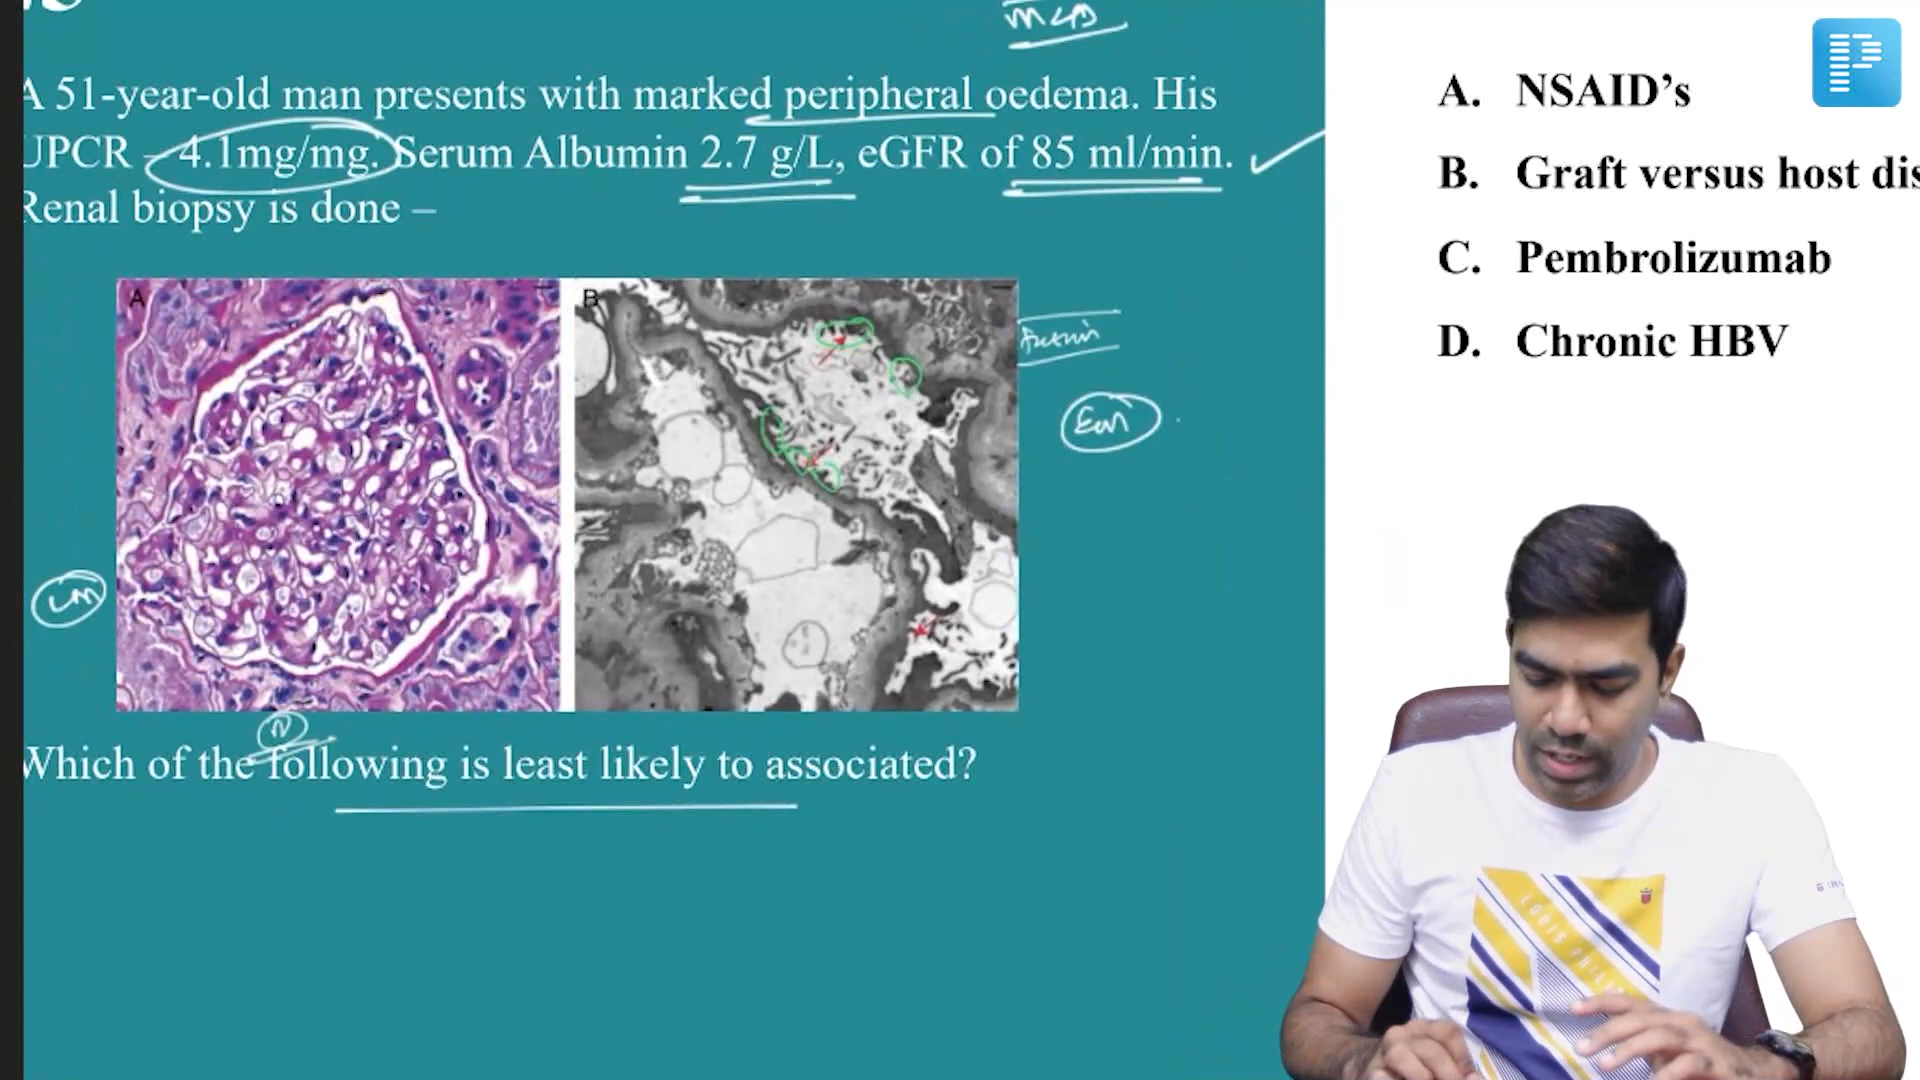 MCD
A 51-year-old man presents with marked peripheral oedema. His
UPCR – 4.1mg/mg. Serum Albumin 2.7 g/L, eGFR of 85 ml/min.
Renal biopsy is done –
A
B
LM
EM
N
Which of the following is least likely to associated?
A. NSAID’s
B. Graft versus host dis
C. Pembrolizumab
D. Chronic HBV